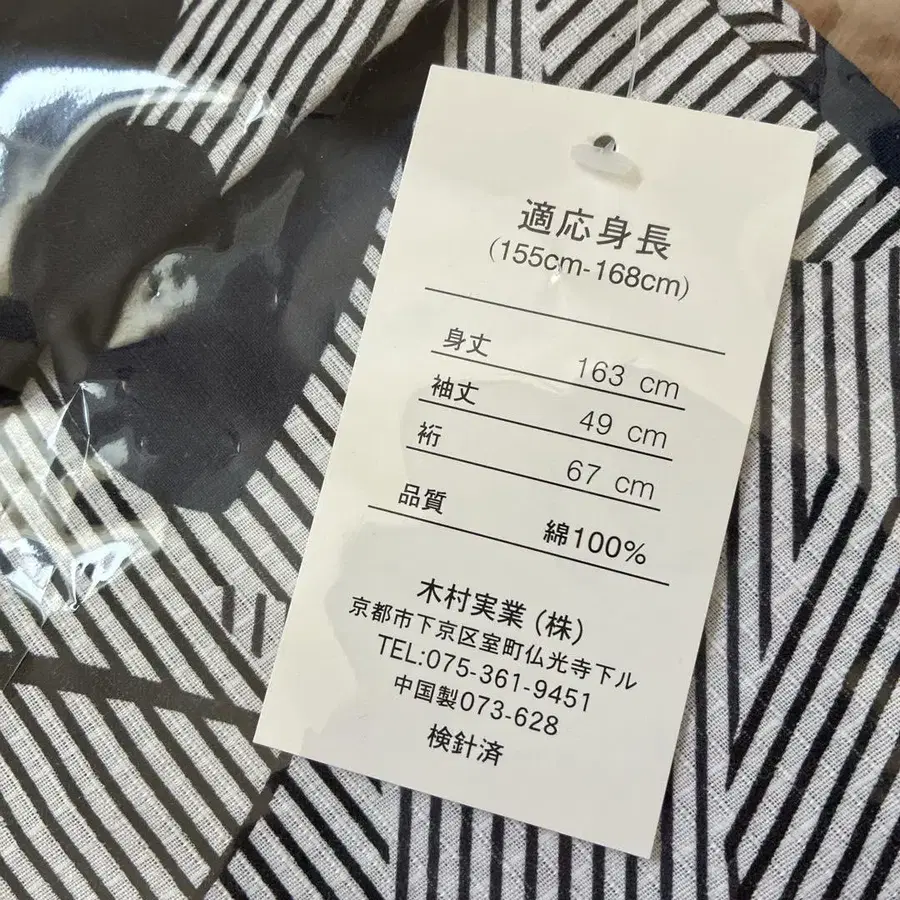 適応身長
(155cm-168cm)
身丈 163 cm
袖丈 49 cm
裄 67 cm
品質 綿100%
木村実業(株)
京都市下京区室町仏光寺下ル
TEL:075-361-9451
中国製073-628
検針済